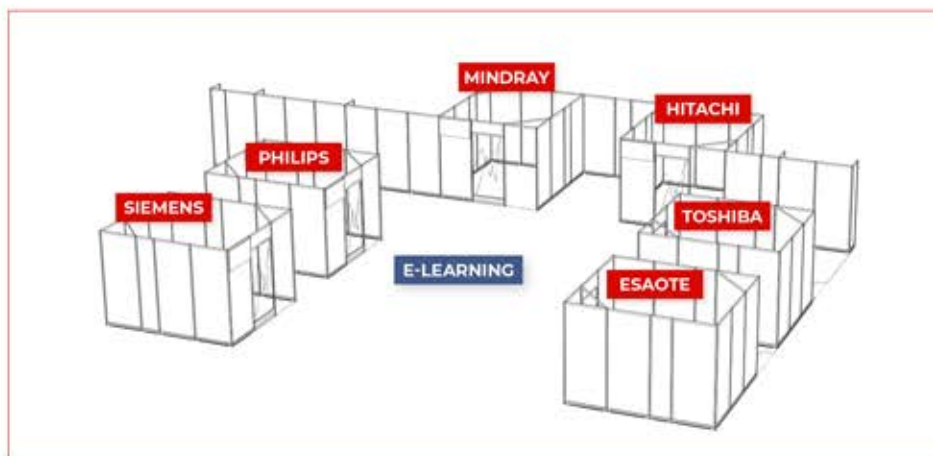 MINDRAY
HITACHI
PHILIPS
SIEMENS
TOSHIBA
E-LEARNING
ESAOTE